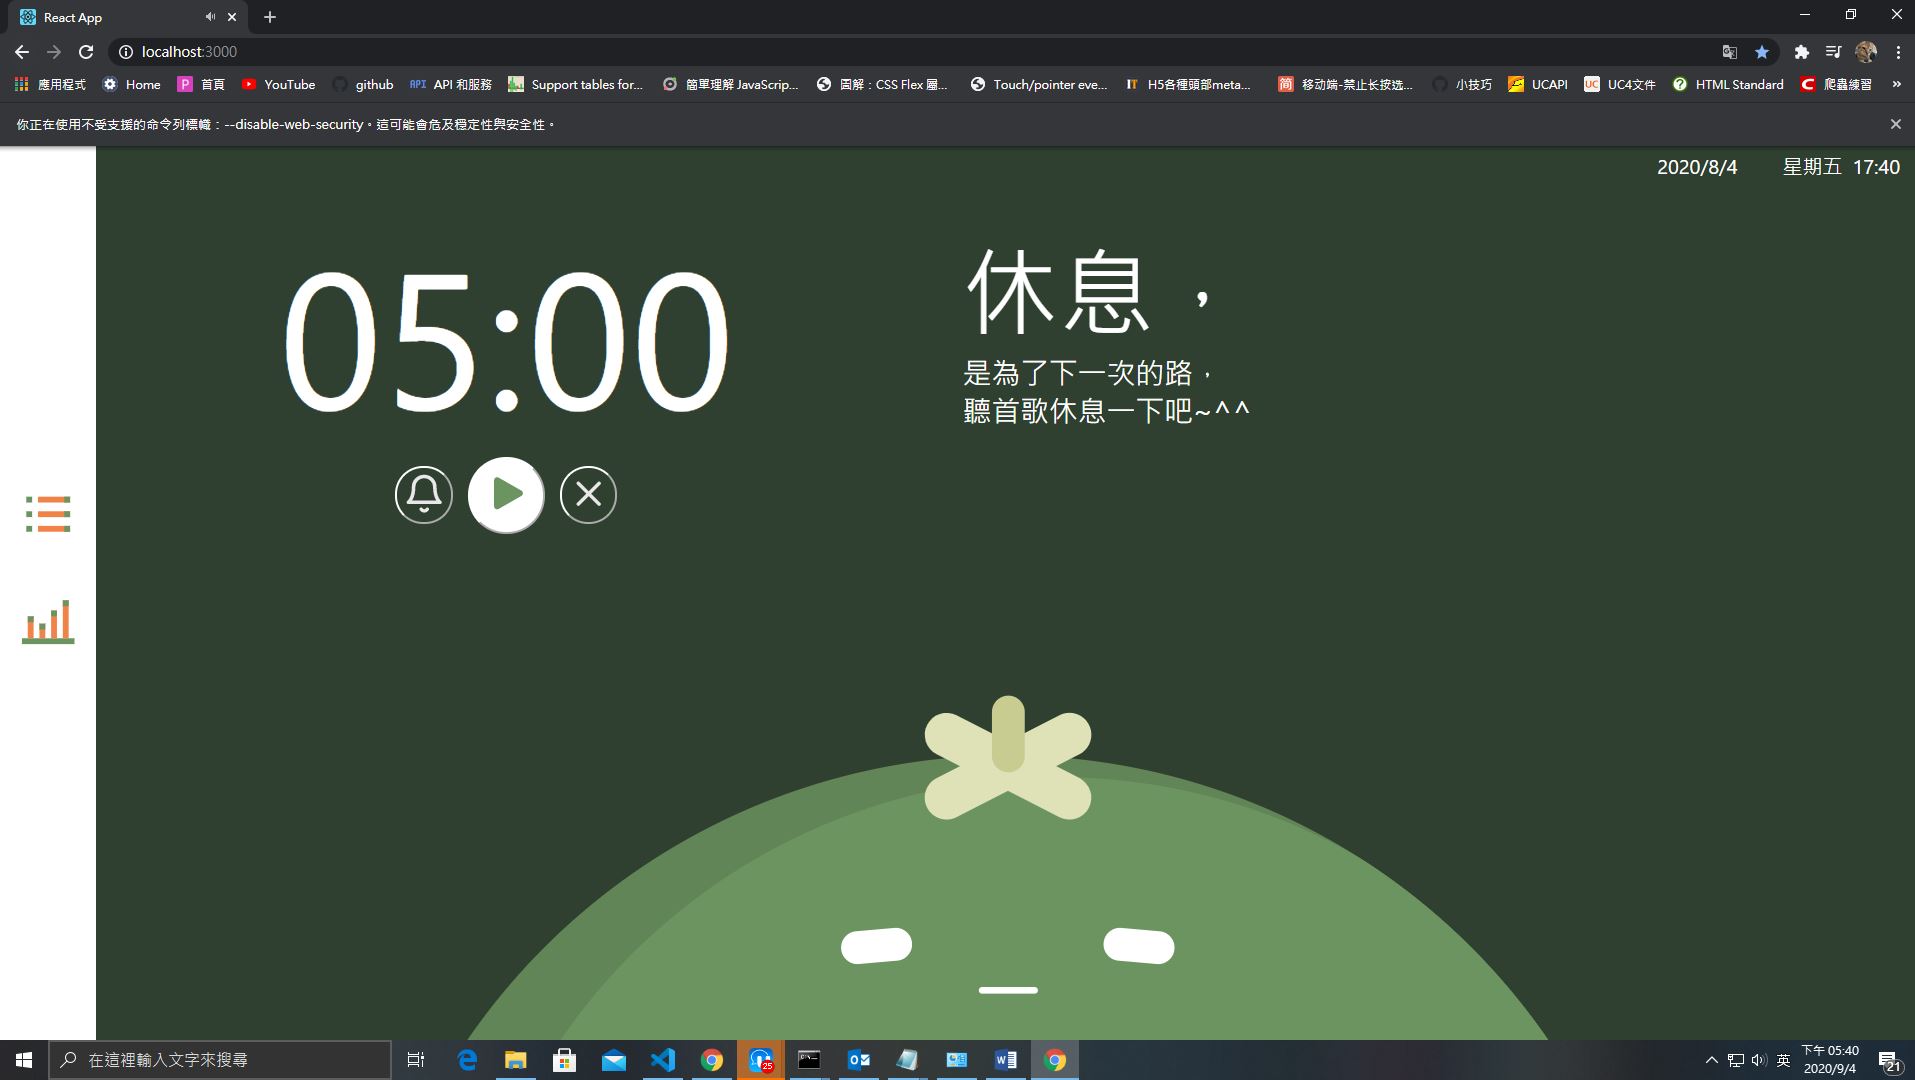 React App
localhost:3000
應用程式 Home 首頁 YouTube github API API 和服務 Support tables for... 簡單理解 JavaScrip... 圖解：CSS Flex 屬... Touch/pointer eve... IT H5各種頭部meta... 简 移动端-禁止长按选... 小技巧 UCAPI UC UC4文件 HTML Standard 爬蟲練習 »
你正在使用不受支援的命令列標幟：--disable-web-security。這可能會危及穩定性與安全性。
2020/8/4 星期五 17:40
05:00
休息，
是為了下一次的路，
聽首歌休息一下吧~^^
在這裡輸入文字來搜尋
25
英
下午 05:40
2020/9/4
21